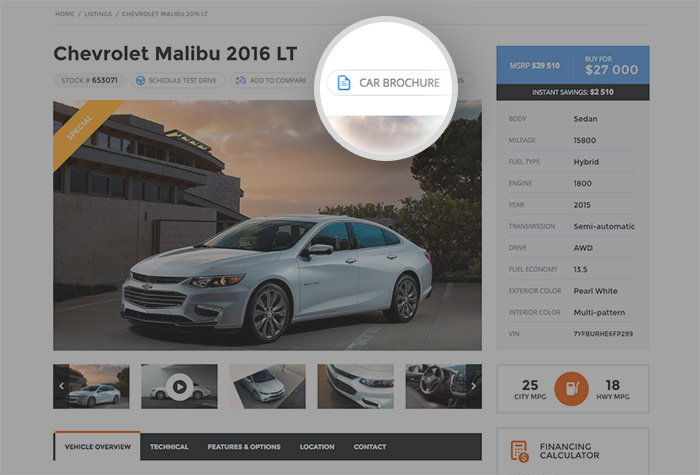 HOME / LISTINGS / CHEVROLET MALIBU 2016 LT
Chevrolet Malibu 2016 LT
STOCK # 653071
SCHEDULE TEST DRIVE
ADD TO COMPARE
CAR BROCHURE
SPECIAL
MSRP $29 510
BUY FOR
$27 000
INSTANT SAVINGS: $2 510
BODY Sedan
MILEAGE 15800
FUEL TYPE Hybrid
ENGINE 1800
YEAR 2015
TRANSMISSION Semi-automatic
DRIVE AWD
FUEL ECONOMY 13.5
EXTERIOR COLOR Pearl White
INTERIOR COLOR Multi-pattern
VIN 7YFBURHE6FP299
25
CITY MPG
18
HWY MPG
VEHICLE OVERVIEW
TECHNICAL
FEATURES & OPTIONS
LOCATION
CONTACT
FINANCING
CALCULATOR